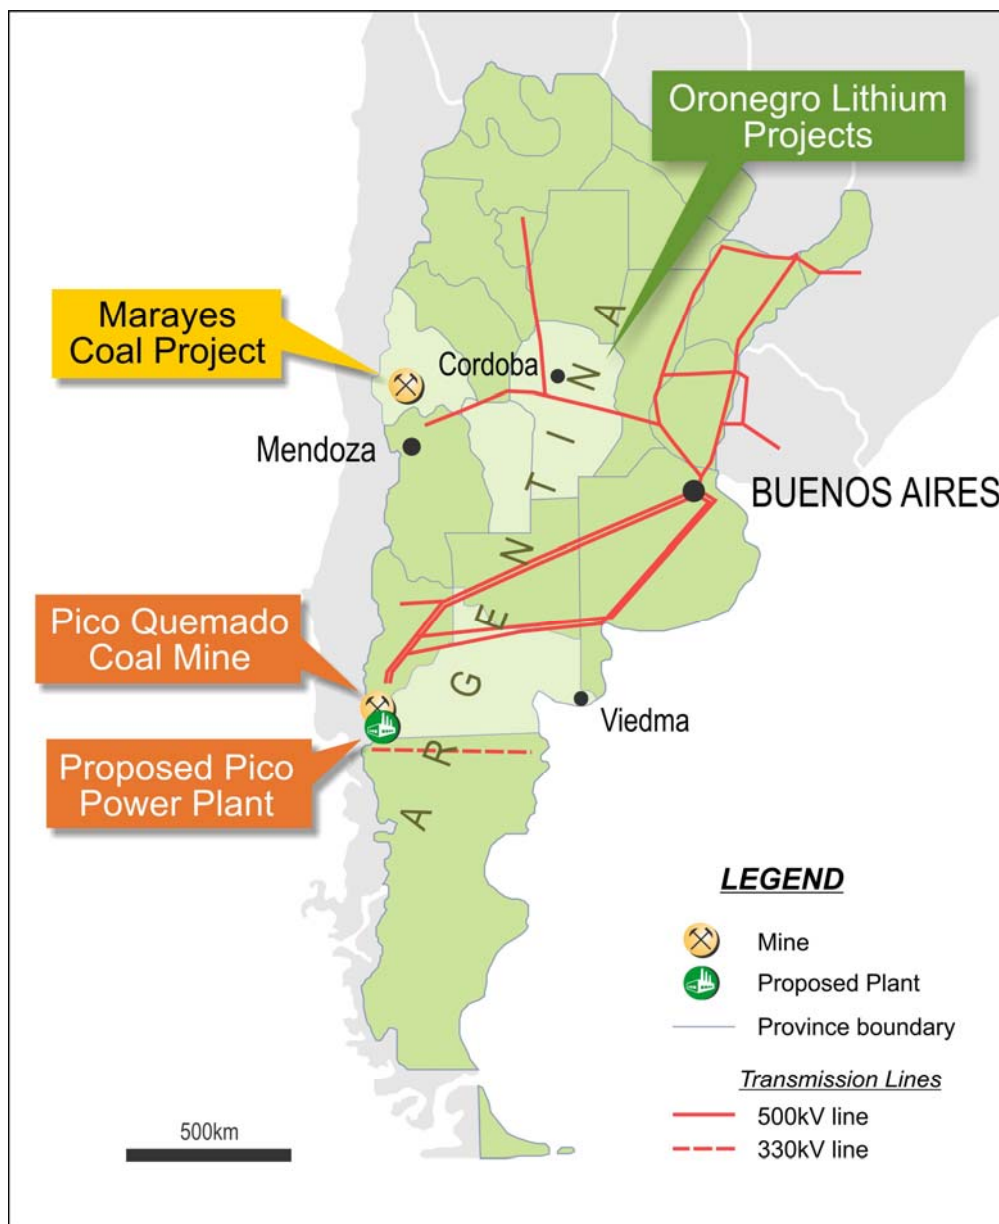 Oronegro Lithium
Projects
Marayes
Coal Project
Cordoba
Mendoza
BUENOS AIRES
ARGENTINA
Pico Quemado
Coal Mine
Viedma
Proposed Pico
Power Plant
LEGEND
Mine
Proposed Plant
Province boundary
Transmission Lines
500kV line
330kV line
500km